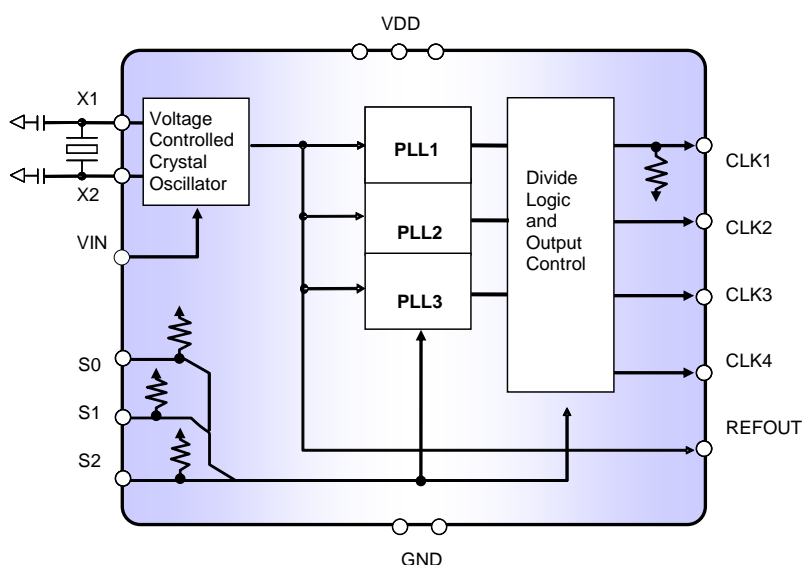 VDD
X1
X2
VIN
S0
S1
S2
Voltage
Controlled
Crystal
Oscillator
PLL1
PLL2
PLL3
Divide
Logic
and
Output
Control
CLK1
CLK2
CLK3
CLK4
REFOUT
GND